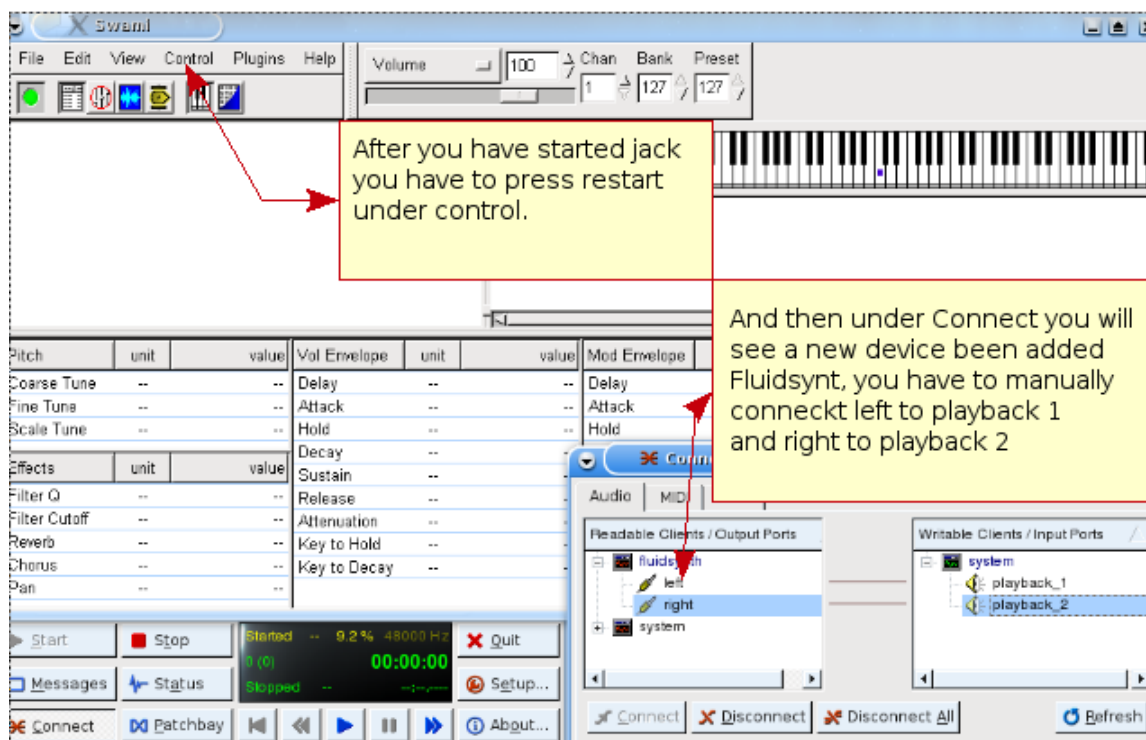 Swami
File Edit View Control Plugins Help
Volume 100
Chan Bank Preset
1 127 127
After you have started jack
you have to press restart
under control.
And then under Connect you will
see a new device been added
Fluidsynt, you have to manually
conneckt left to playback 1
and right to playback 2
Pitch unit value
Coarse Tune -- --
Fine Tune -- --
Scale Tune -- --
Effects unit value
Filter Q -- --
Filter Cutoff -- --
Reverb -- --
Chorus -- --
Pan -- --
Vol Envelope unit value
Delay -- --
Attack -- --
Hold -- --
Decay --
Sustain --
Release --
Attenuation --
Key to Hold --
Key to Decay --
Mod Envelope
Delay
Attack
Hold
Audio MIDI
Readable Clients / Output Ports
fluidsynth
left
right
system
Writable Clients / Input Ports
system
playback_1
playback_2
Connect Disconnect Disconnect All Refresh
Start Stop
Messages Status
Connect Patchbay
Started -- 9.2 % 48000 Hz
0 (0) 00:00:00
Stopped -- --:--.----
Quit
Setup...
About...